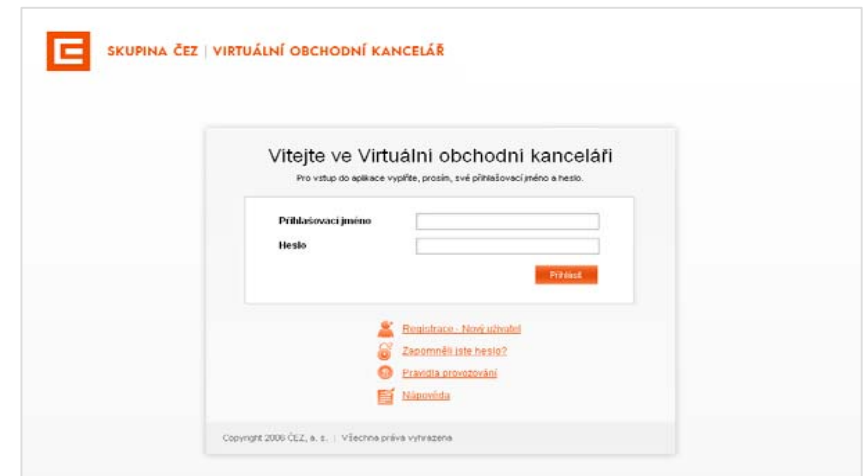 SKUPINA ČEZ | VIRTUÁLNÍ OBCHODNÍ KANCELÁŘ
Vítejte ve Virtuální obchodní kanceláři
Pro vstup do aplikace vyplňte, prosím, své přihlašovací jméno a heslo.
Přihlašovací jméno
Heslo
Přihlásit
Registrace - Nový uživatel
Zapomněli jste heslo?
Pravidla provozování
Nápověda
Copyright 2006 ČEZ, a. s. | Všechna práva vyhrazena